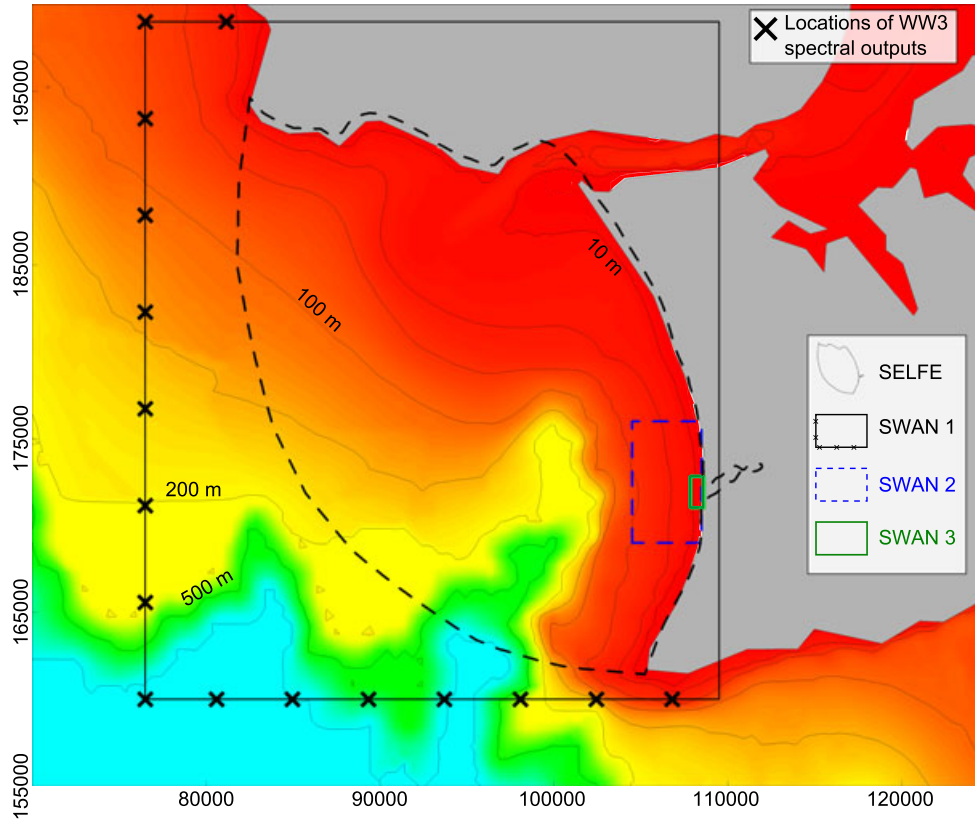 Locations of WW3
spectral outputs
195000
185000
175000
165000
155000
10 m
100 m
200 m
500 m
SELFE
SWAN 1
SWAN 2
SWAN 3
80000
90000
100000
110000
120000